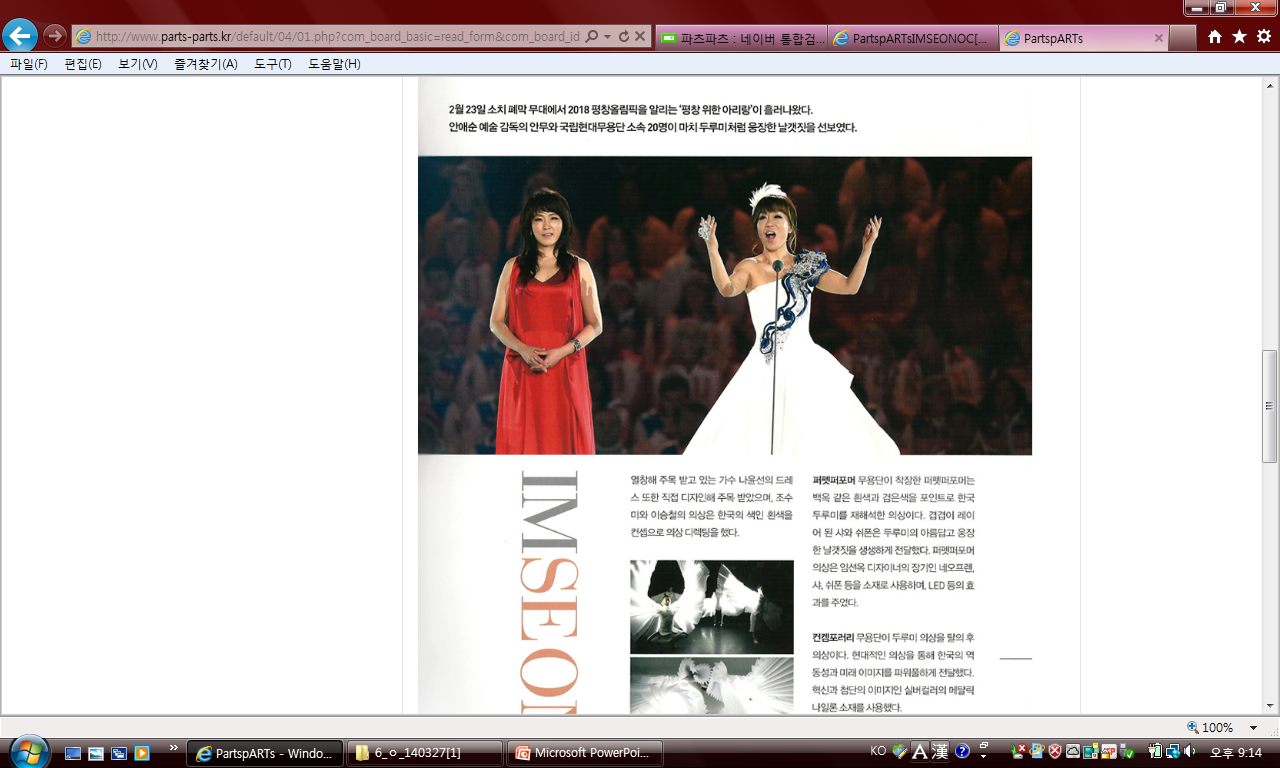 http://www.parts-parts.kr/default/04/01.php?com_board_basic=read_form&com_board_id
파츠파츠 : 네이버 통합검...
PartspARTsIMSEONOC[...
PartspARTs
파일(F) 편집(E) 보기(V) 즐겨찾기(A) 도구(T) 도움말(H)
2월 23일 소치 폐막 무대에서 2018 평창올림픽을 알리는 ‘평창 위한 아리랑’이 흘러나왔다.
안애순 예술 감독의 안무와 국립현대무용단 소속 20명이 마치 두루미처럼 웅장한 날갯짓을 선보였다.
IMSEON
열창해 주목 받고 있는 가수 나윤선의 드레
스 또한 직접 디자인해 주목 받았으며, 조수
미와 이승철의 의상은 한국의 색인 흰색을
컨셉으로 의상 디렉팅을 했다.
퍼펫퍼포머 무용단이 착장한 퍼펫퍼포머는
백옥 같은 흰색과 검은색을 포인트로 한국
두루미를 재해석한 의상이다. 겹겹이 레이
어 된 샤와 쉬폰은 두루미의 아름답고 웅장
한 날갯짓을 생생하게 전달했다. 퍼펫퍼포머
의상은 임선옥 디자이너의 장기인 네오프렌,
샤, 쉬폰 등을 소재로 사용하며, LED 등의 효
과를 주었다.
컨켐포러리 무용단이 두루미 의상을 탈의 후
의상이다. 현대적인 의상을 통해 한국의 역
동성과 미래 이미지를 파워풀하게 전달했다.
혁신과 첨단의 이미지인 실버컬러의 메탈릭
나일론 소재를 사용했다.
100%
PartspARTs - Windo...
6_ㅇ_140327[1]
Microsoft PowerPoi...
KO
A 漢
오후 9:14